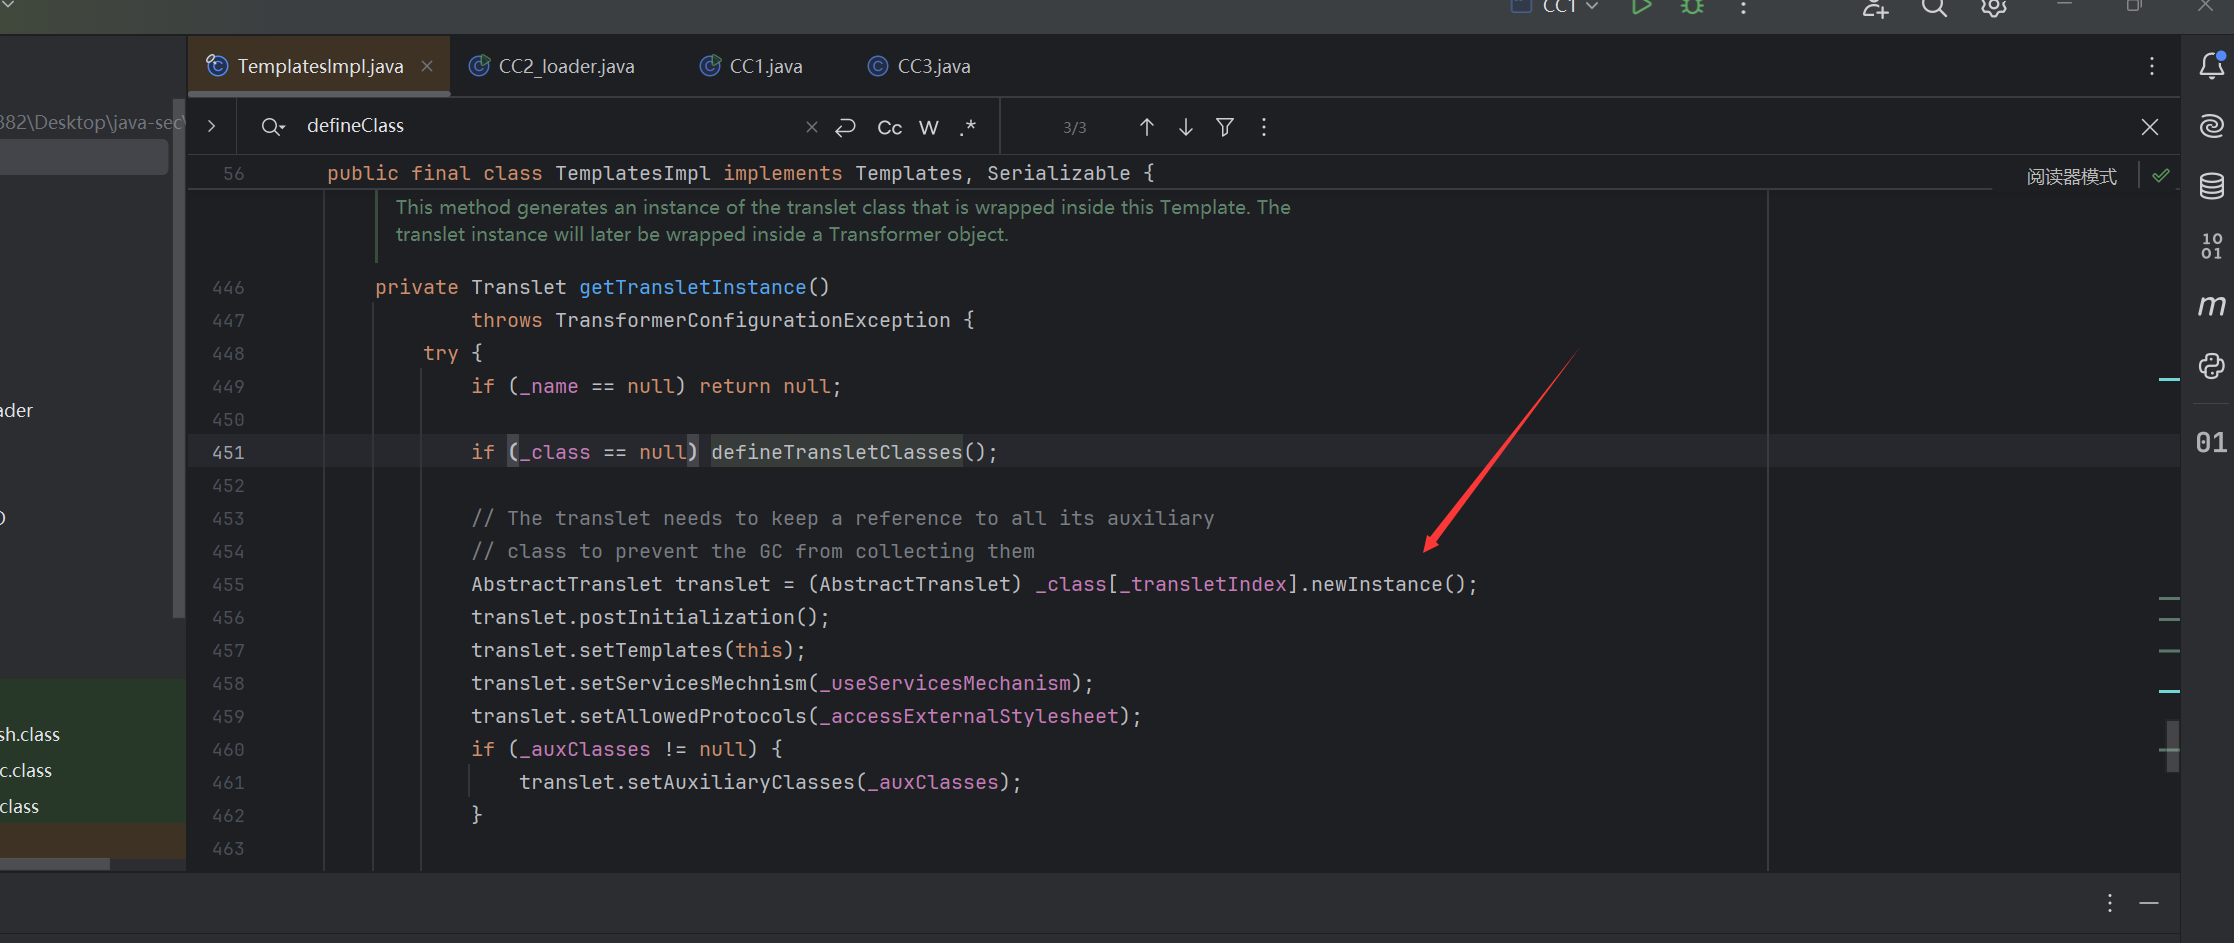 CC1
TemplatesImpl.java
CC2_loader.java
CC1.java
CC3.java
382\Desktop\java-sec\
defineClass
Cc W .*
3/3
56 public final class TemplatesImpl implements Templates, Serializable {
阅读器模式
This method generates an instance of the translet class that is wrapped inside this Template. The
translet instance will later be wrapped inside a Transformer object.
446 private Translet getTransletInstance()
447 throws TransformerConfigurationException {
448 try {
449 if (_name == null) return null;
450
451 if (_class == null) defineTransletClasses();
452
453 // The translet needs to keep a reference to all its auxiliary
454 // class to prevent the GC from collecting them
455 AbstractTranslet translet = (AbstractTranslet) _class[_transletIndex].newInstance();
456 translet.postInitialization();
457 translet.setTemplates(this);
458 translet.setServicesMechnism(_useServicesMechanism);
459 translet.setAllowedProtocols(_accessExternalStylesheet);
460 if (_auxClasses != null) {
461 translet.setAuxiliaryClasses(_auxClasses);
462 }
463
ader
sh.class
c.class
class
10
01
m
01